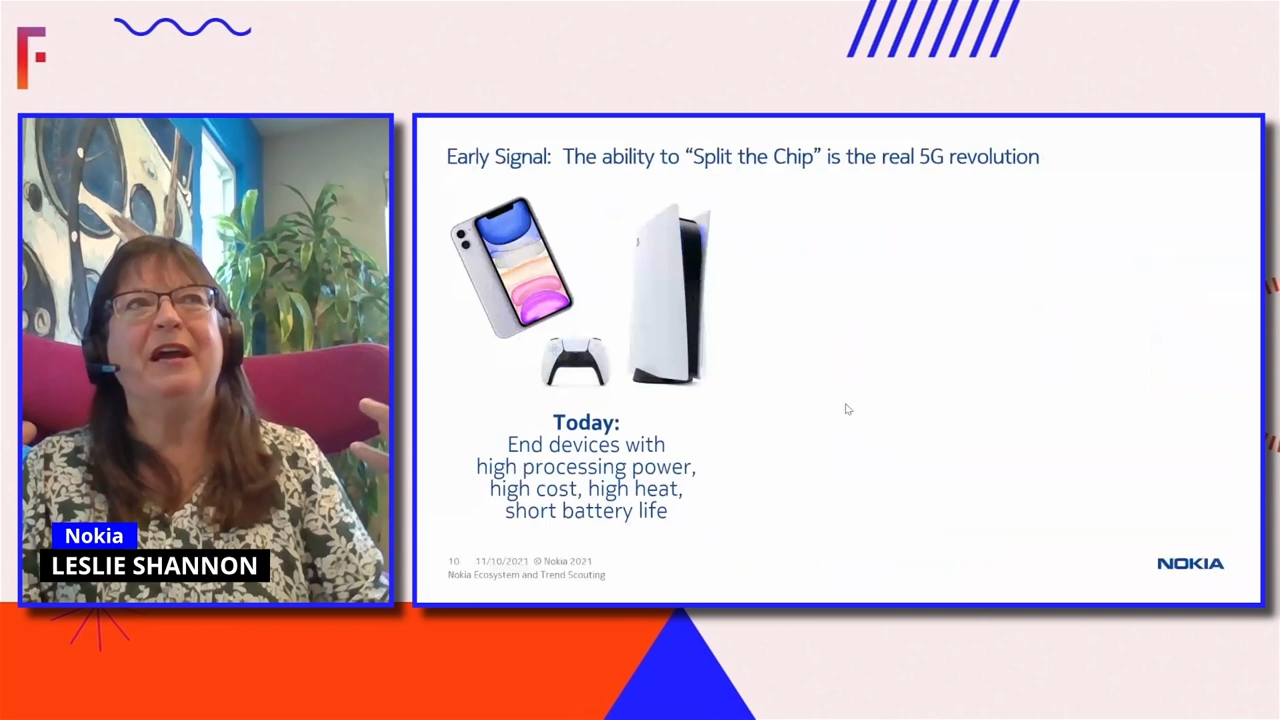 F
Early Signal: The ability to “Split the Chip” is the real 5G revolution
Today:
End devices with
high processing power,
high cost, high heat,
short battery life
Nokia
LESLIE SHANNON
10 11/10/2021 © Nokia 2021
Nokia Ecosystem and Trend Scouting
NOKIA